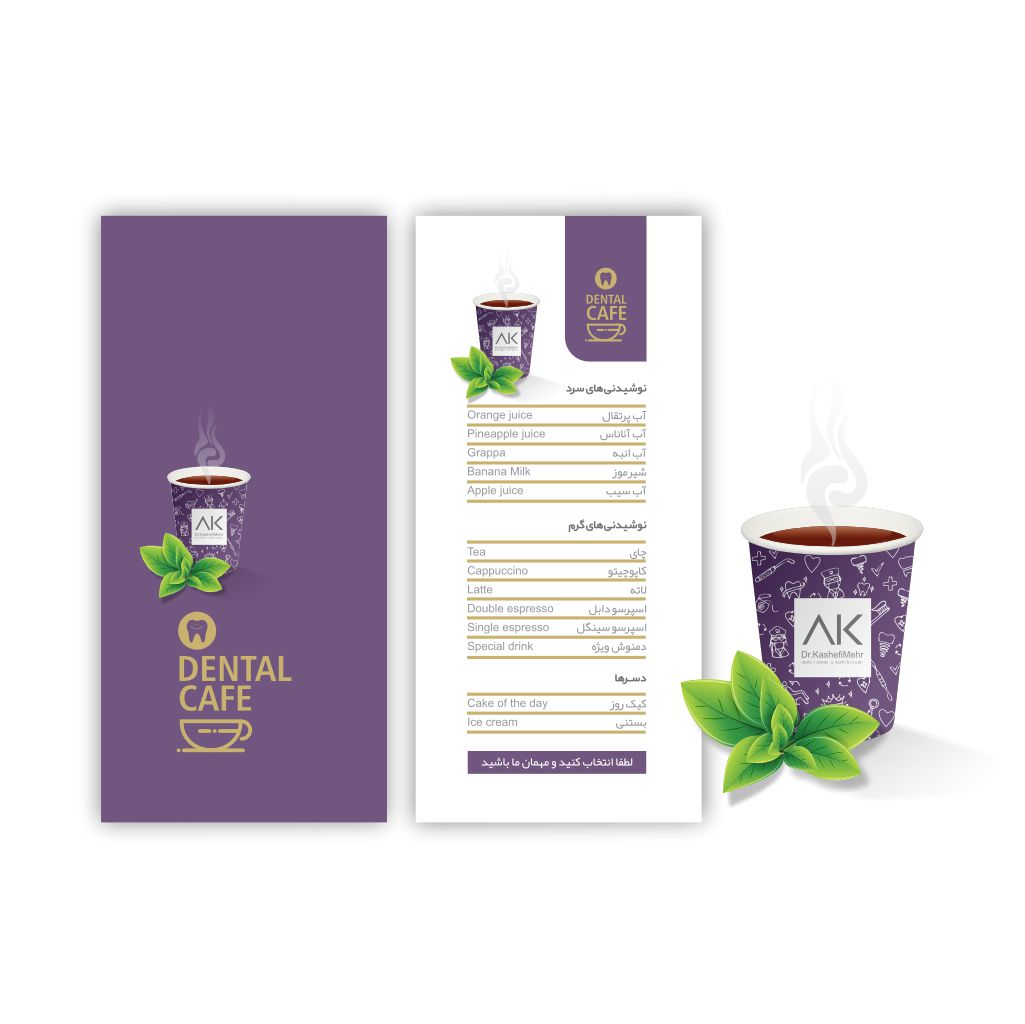 AK
Dr.KashefiMehr
DENTAL
CAFE
DENTAL
CAFE
AK
Dr.KashefiMehr
نوشیدنی‌های سرد
Orange juice آب پرتقال
Pineapple juice آب آناناس
Grappa آب انبه
Banana Milk شیرموز
Apple juice آب سیب
نوشیدنی‌های گرم
Tea چای
Cappuccino کاپوچیتو
Latte لاته
Double espresso اسپرسو دابل
Single espresso اسپرسو سینگل
Special drink دمنوش ویژه
دسرها
Cake of the day کیک روز
Ice cream بستنی
لطفا انتخاب کنید و مهمان ما باشید
AK
Dr.KashefiMehr